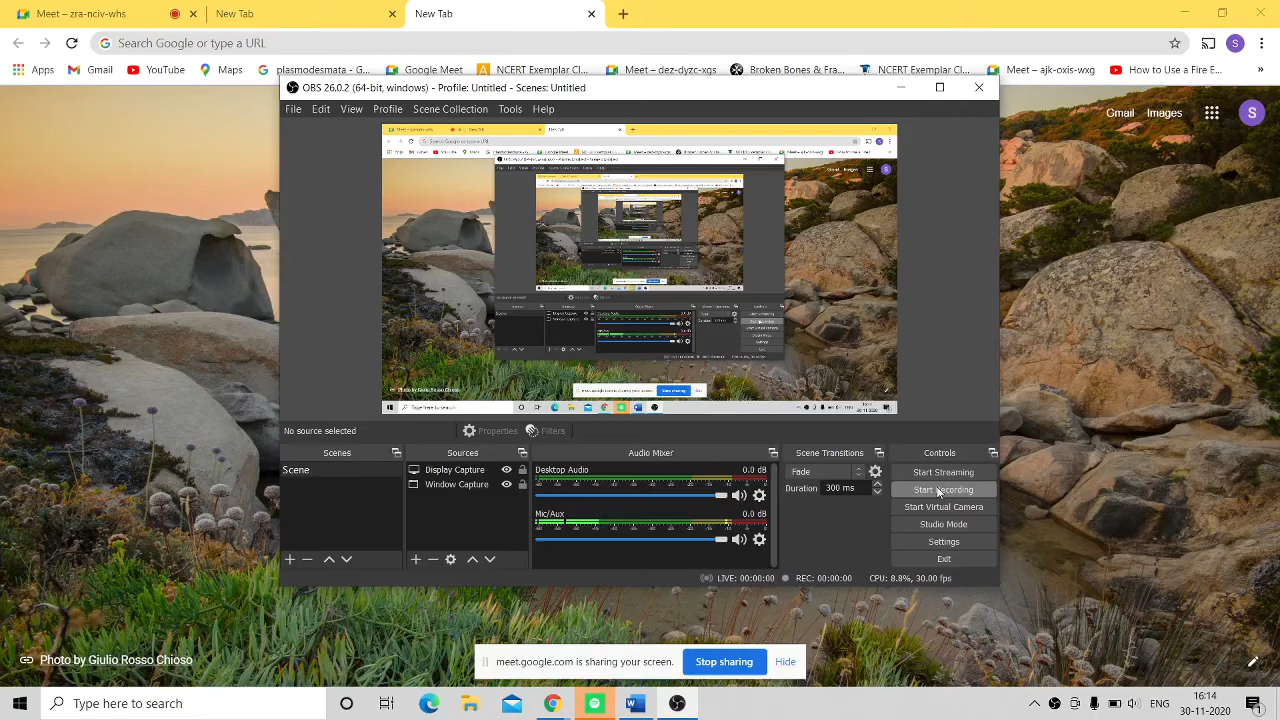 Meet – zra-nciv-whs
New Tab
New Tab
Search Google or type a URL
Apps
Gmail
YouTube
Maps
plasmodesmata - G...
Google Meet
NCERT Exemplar Cl...
Meet – dez-dyzc-xgs
Broken Bones & Fra...
NCERT Exemplar Cl...
Meet – ajk-oxis-wxg
How to Use a Fire E...
»
OBS 26.0.2 (64-bit, windows) - Profile: Untitled - Scenes: Untitled
File Edit View Profile Scene Collection Tools Help
Gmail Images
S
No source selected
Properties
Filters
Scenes
Sources
Audio Mixer
Scene Transitions
Controls
Scene
Display Capture
Window Capture
Desktop Audio 0.0 dB
Mic/Aux 0.0 dB
Fade
Duration 300 ms
Start Streaming
Start Recording
Start Virtual Camera
Studio Mode
Settings
Exit
LIVE: 00:00:00
REC: 00:00:00
CPU: 8.8%, 30.00 fps
Photo by Giulio Rosso Chioso
meet.google.com is sharing your screen.
Stop sharing
Hide
Type here to search
ENG
16:14
30-11-2020